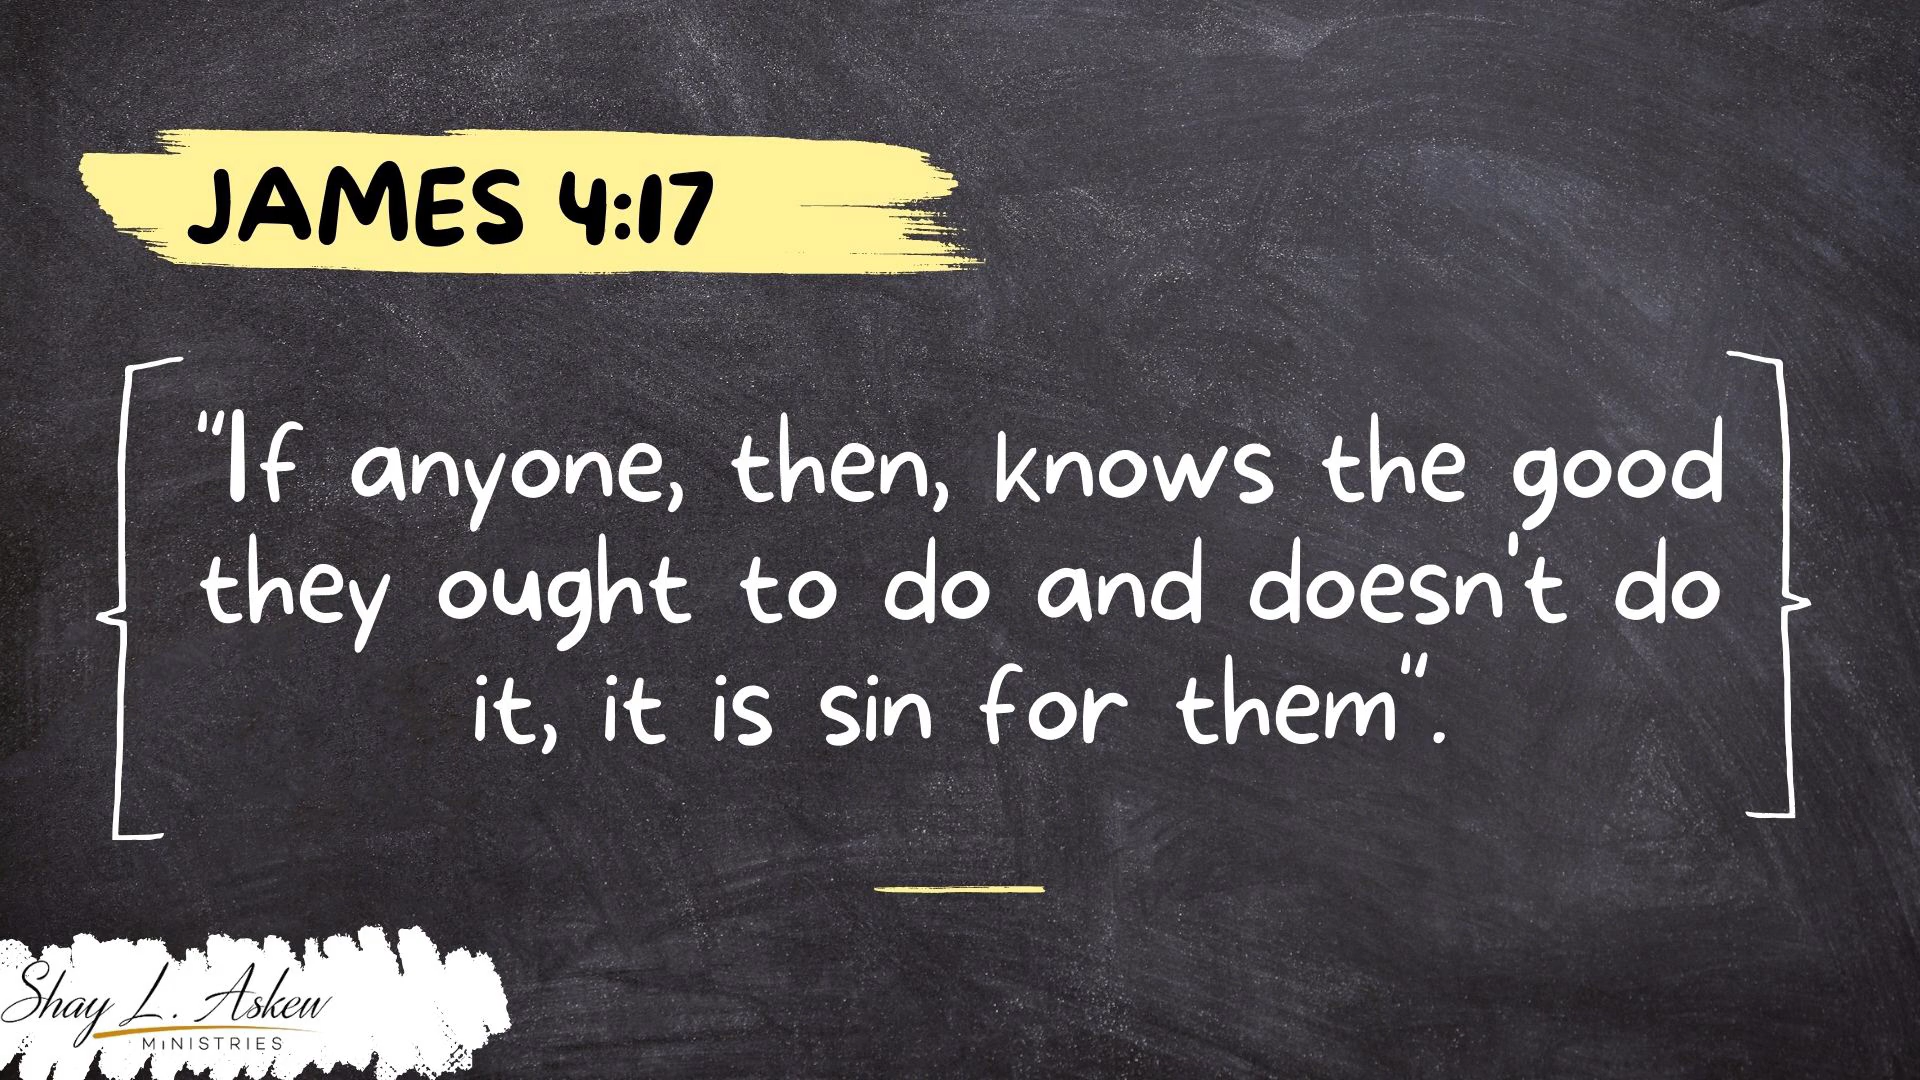 JAMES 4:17
"If anyone, then, knows the good
they ought to do and doesn't do
it, it is sin for them".
Shay L. Askew
MINISTRIES